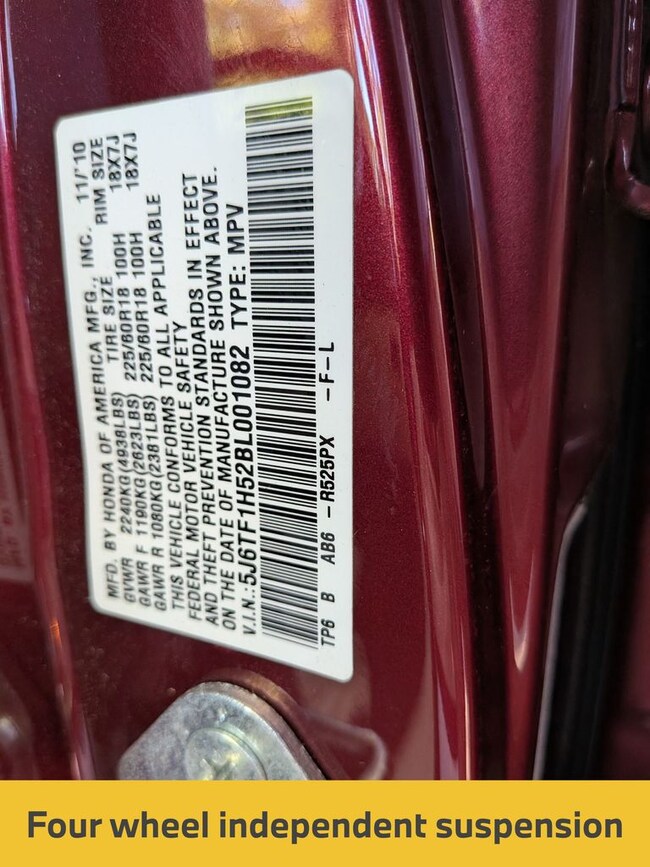 MFD. BY HONDA OF AMERICA MFG., INC. 11/'10
TIRE SIZE RIM SIZE
GVWR 2240KG(4938LBS)
GAWR F 1190KG(2623LBS) 225/60R18 100H 18X7J
GAWR R 1080KG(2381LBS) 225/60R18 100H 18X7J
THIS VEHICLE CONFORMS TO ALL APPLICABLE
FEDERAL MOTOR VEHICLE SAFETY
AND THEFT PREVENTION STANDARDS IN EFFECT
ON THE DATE OF MANUFACTURE SHOWN ABOVE.
V.I.N.:5J6TF1H52BL001082 TYPE: MPV
TP6 B AB6 -R525PX -F-L
Four wheel independent suspension